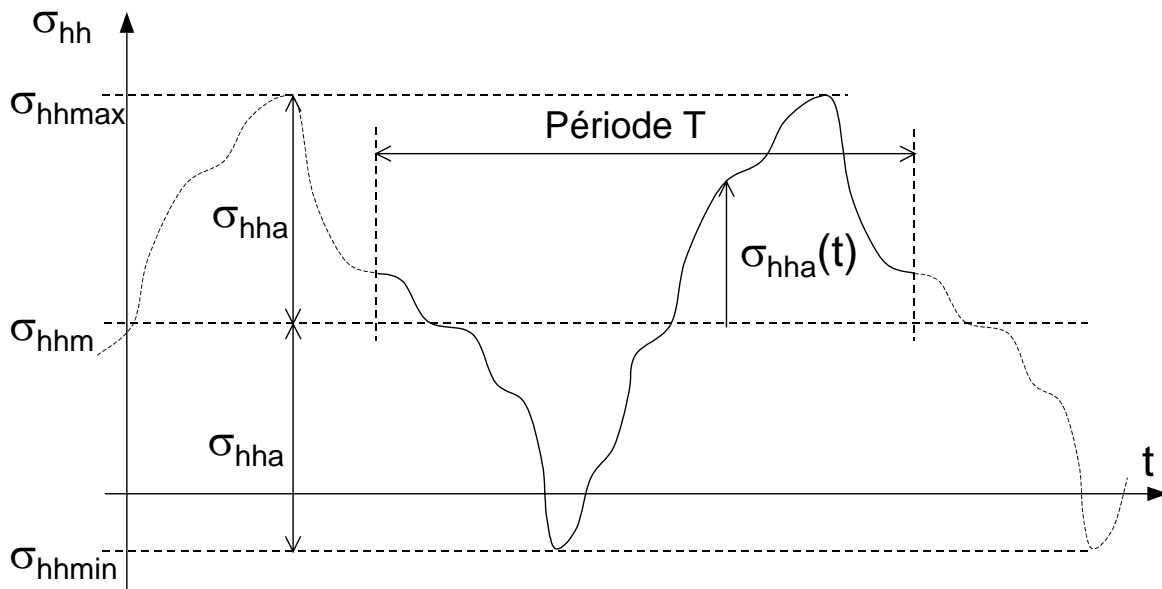 σhh
σhhmax
Période T
σhha
σhha(t)
σhhm
σhha
t
σhhmin